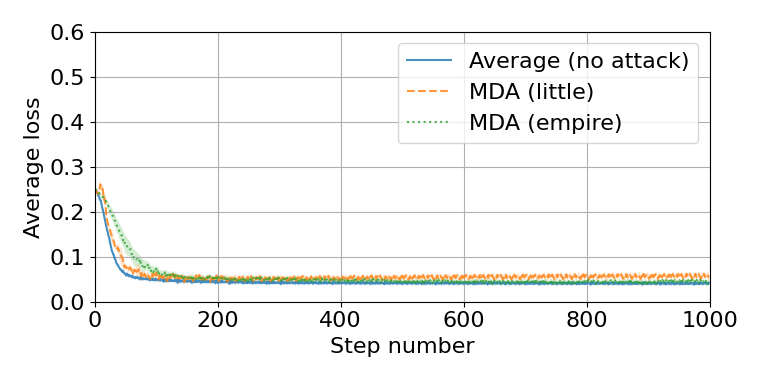 0.6
0.5
0.4
0.3
0.2
0.1
0.0
Average loss
Average (no attack)
MDA (little)
MDA (empire)
0 200 400 600 800 1000
Step number